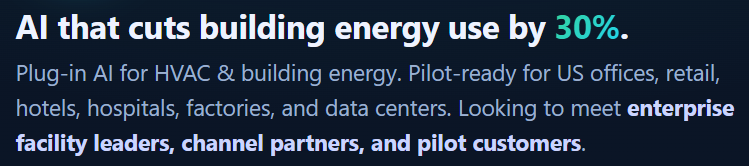 AI that cuts building energy use by 30%.
Plug-in AI for HVAC & building energy. Pilot-ready for US offices, retail,
hotels, hospitals, factories, and data centers. Looking to meet enterprise
facility leaders, channel partners, and pilot customers.